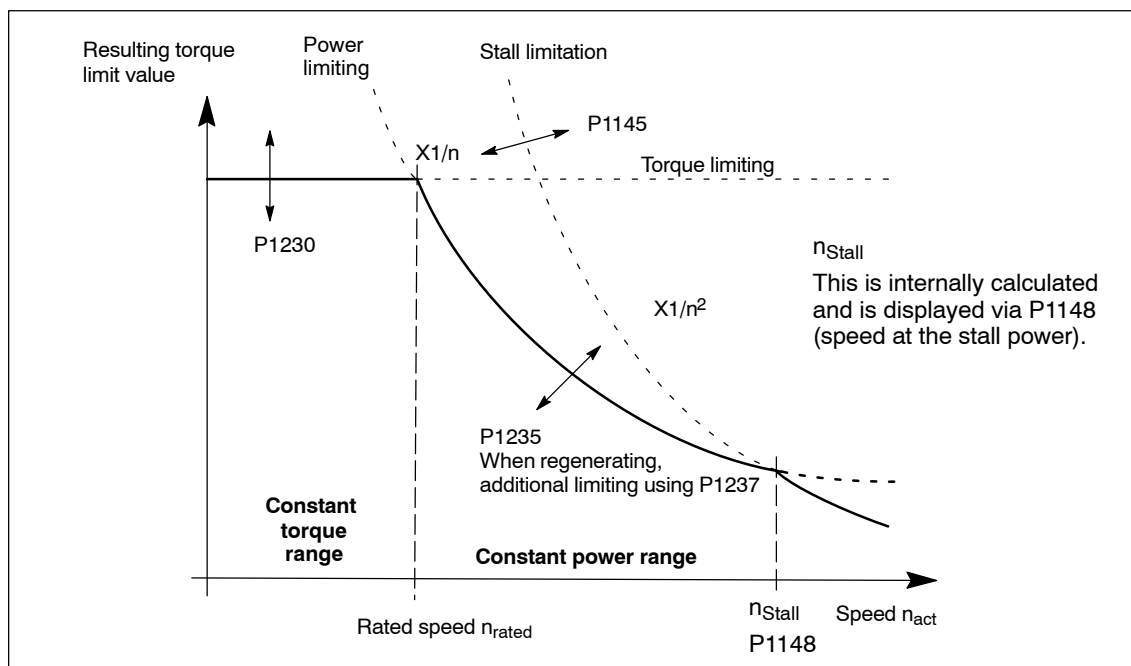 Resulting torque
limit value
Power
limiting
Stall limitation
P1145
X1/n
Torque limiting
P1230
nStall
This is internally calculated
and is displayed via P1148
(speed at the stall power).
X1/n²
P1235
When regenerating,
additional limiting using P1237
Constant
torque
range
Constant power range
Rated speed nrated
nStall
P1148
Speed nact